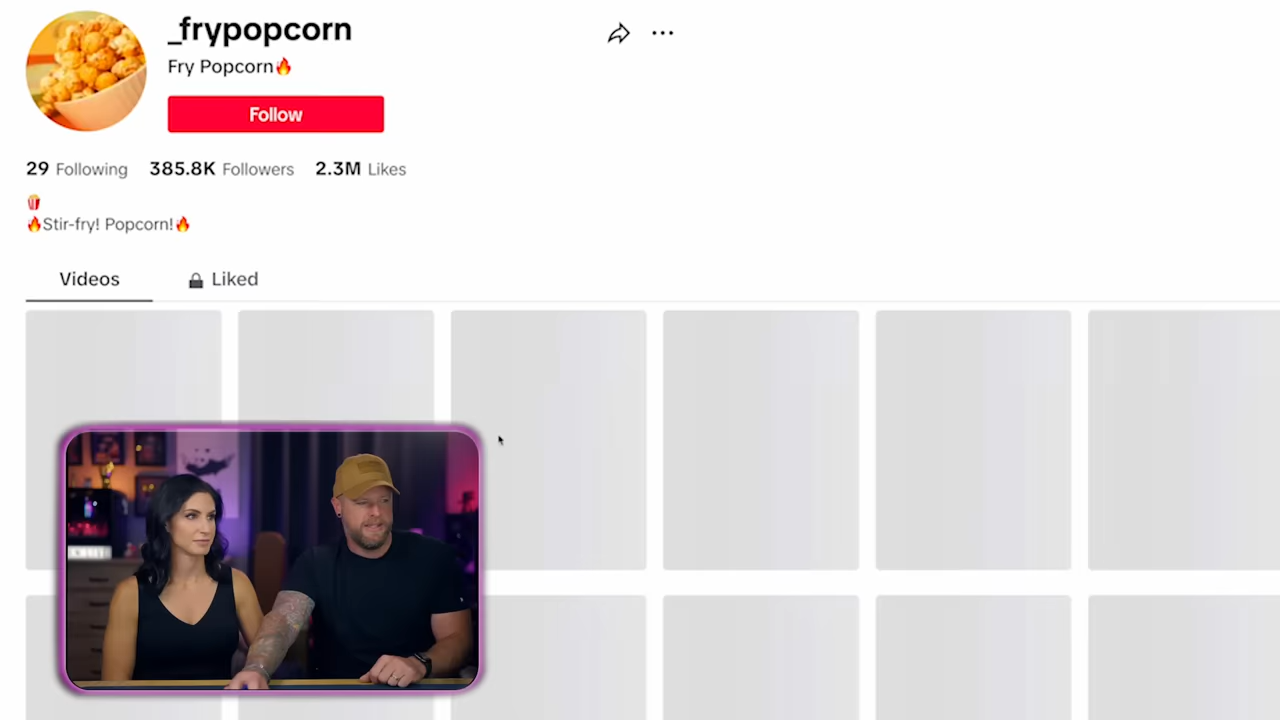 _frypopcorn
Fry Popcorn🔥
Follow
29 Following 385.8K Followers 2.3M Likes
🍿
🔥Stir-fry! Popcorn!🔥
Videos Liked